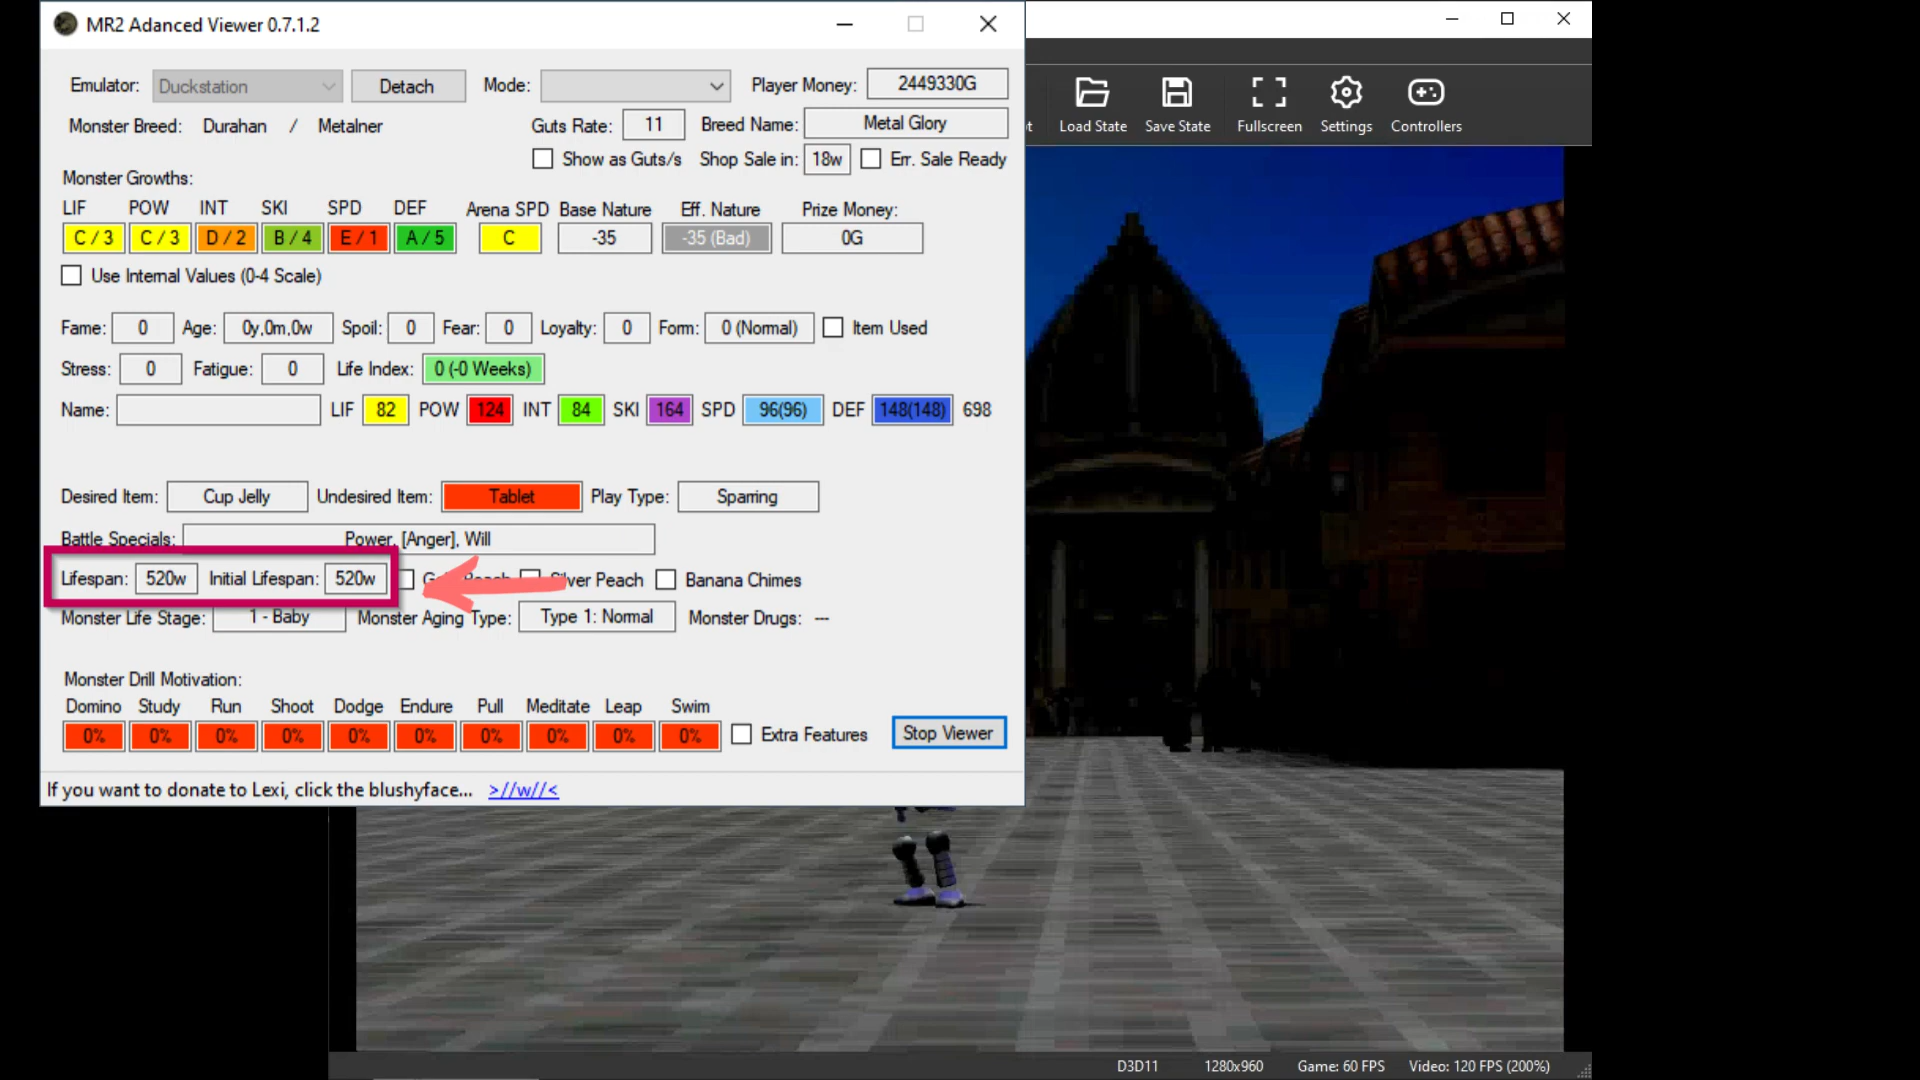 MR2 Adanced Viewer 0.7.1.2
Emulator: Duckstation Detach Mode: Player Money: 2449330G
Monster Breed: Durahan / Metalner Guts Rate: 11 Breed Name: Metal Glory
Load State Save State Fullscreen Settings Controllers
Show as Guts/s Shop Sale in: 18w Err. Sale Ready
Monster Growths:
LIF POW INT SKI SPD DEF Arena SPD Base Nature Eff. Nature Prize Money:
C / 3 C / 3 D / 2 B / 4 E / 1 A / 5 C -35 -35 (Bad) 0G
Use Internal Values (0-4 Scale)
Fame: 0 Age: 0y,0m,0w Spoil: 0 Fear: 0 Loyalty: 0 Form: 0 (Normal) Item Used
Stress: 0 Fatigue: 0 Life Index: 0 (-0 Weeks)
Name: LIF 82 POW 124 INT 84 SKI 164 SPD 96(96) DEF 148(148) 698
Desired Item: Cup Jelly Undesired Item: Tablet Play Type: Sparring
Battle Specials: Power, [Anger], Will
Lifespan: 520w Initial Lifespan: 520w Silver Peach Banana Chimes
Monster Life Stage: 1 - Baby Monster Aging Type: Type 1: Normal Monster Drugs: ---
Monster Drill Motivation:
Domino Study Run Shoot Dodge Endure Pull Meditate Leap Swim
0% 0% 0% 0% 0% 0% 0% 0% 0% 0% Extra Features Stop Viewer
If you want to donate to Lexi, click the blushyface... >//w//<
D3D11 1280x960 Game: 60 FPS Video: 120 FPS (200%)